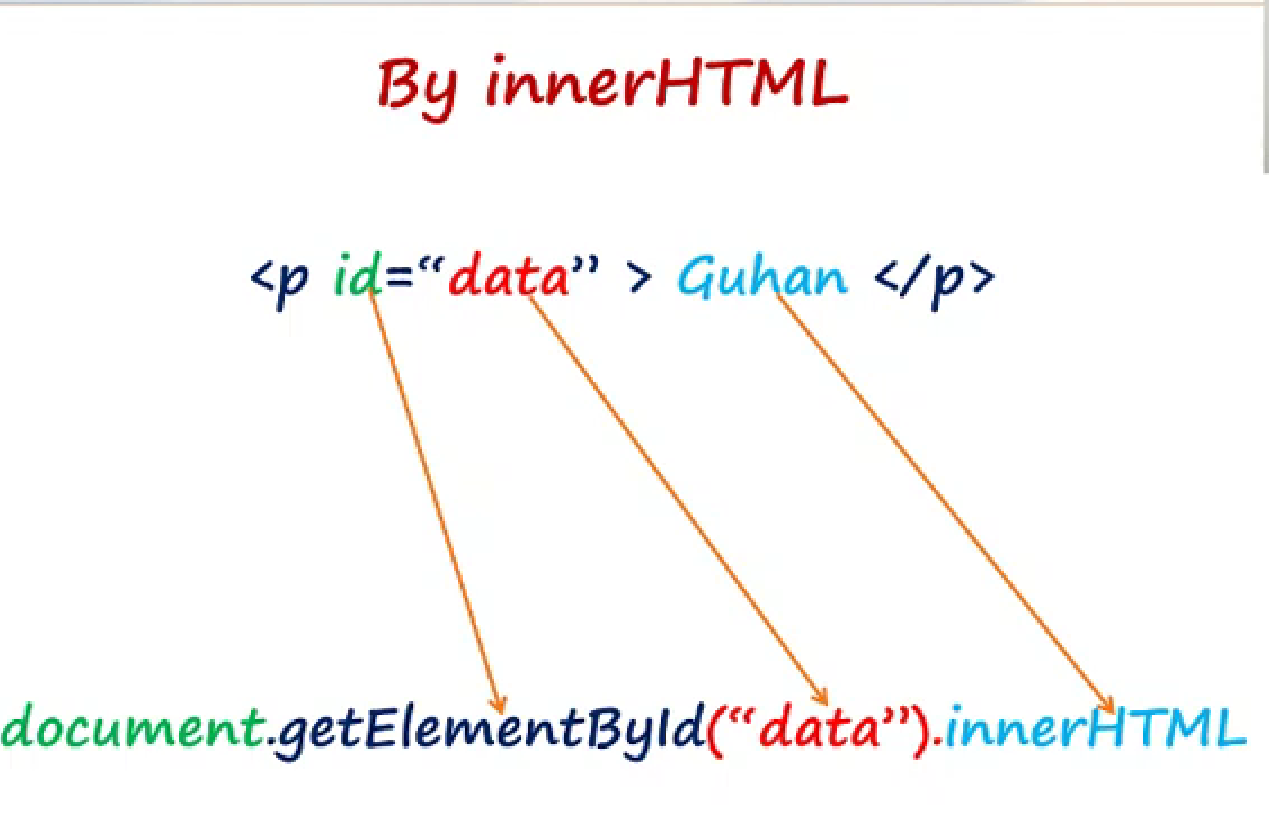 By innerHTML
<p id=“data” > Guhan </p>
document.getElementById(“data”).innerHTML